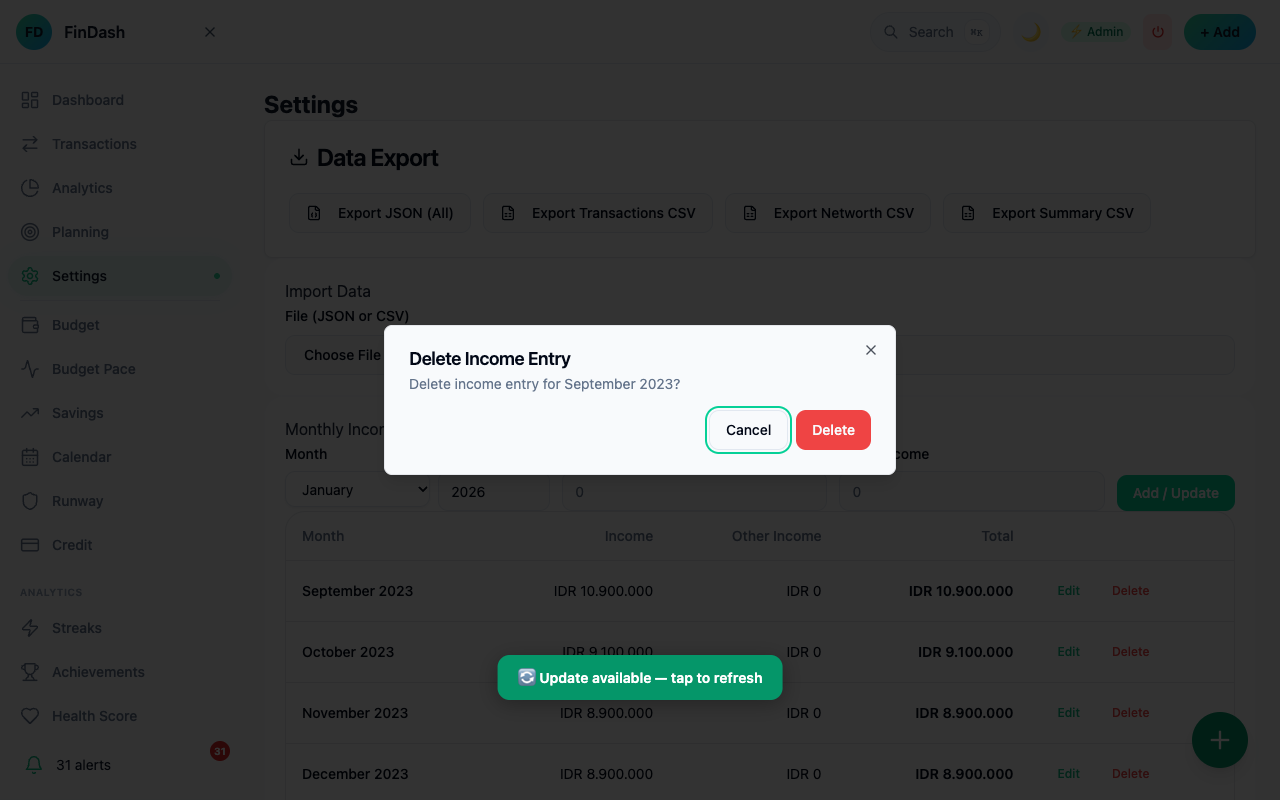 FD FinDash
Search ⌘K
⚡ Admin
+ Add
Dashboard
Transactions
Analytics
Planning
Settings
Budget
Budget Pace
Savings
Calendar
Runway
Credit
ANALYTICS
Streaks
Achievements
Health Score
31 alerts 31
Settings
Data Export
Export JSON (All) Export Transactions CSV Export Networth CSV Export Summary CSV
Import Data
File (JSON or CSV)
Choose File
Delete Income Entry
Delete income entry for September 2023?
Cancel Delete
Monthly Incor
Month come
January 2026 0 0 Add / Update
Month Income Other Income Total
September 2023 IDR 10.900.000 IDR 0 IDR 10.900.000 Edit Delete
October 2023 IDR 9.100.000 IDR 0 IDR 9.100.000 Edit Delete
Update available — tap to refresh
November 2023 IDR 8.900.000 IDR 0 IDR 8.900.000 Edit Delete
December 2023 IDR 8.900.000 IDR 0 IDR 8.900.000 Edit Delete